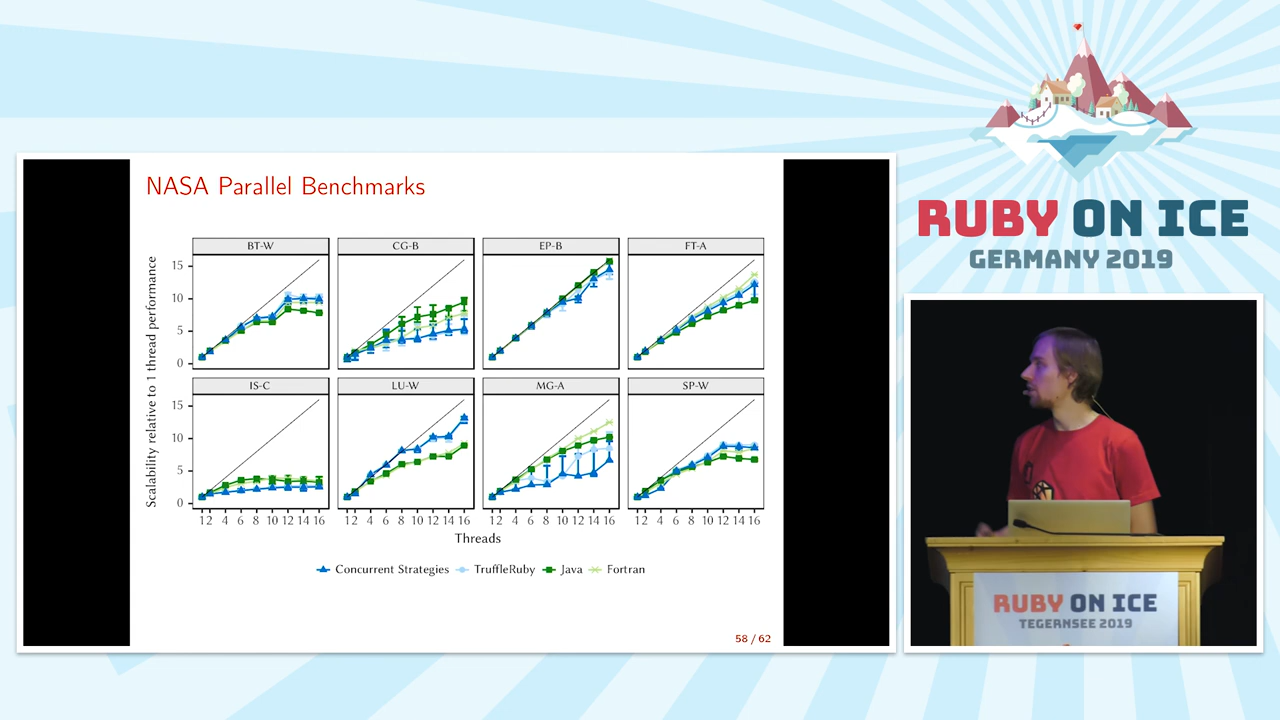 NASA Parallel Benchmarks
Scalability relative to 1 thread performance
BT-W
CG-B
EP-B
FT-A
15
10
5
0
IS-C
LU-W
MG-A
SP-W
15
10
5
0
1 2 4 6 8 10 12 14 16
1 2 4 6 8 10 12 14 16
1 2 4 6 8 10 12 14 16
1 2 4 6 8 10 12 14 16
Threads
Concurrent Strategies TruffleRuby Java Fortran
58 / 62
RUBY ON ICE
GERMANY 2019
RUBY ON ICE
TEGERNSEE 2019